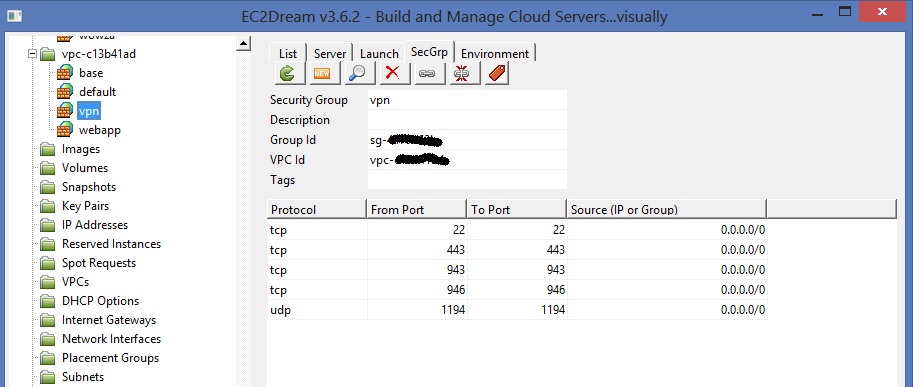 EC2Dream v3.6.2 - Build and Manage Cloud Servers...visually
wowza
vpc-c13b41ad
base
default
vpn
webapp
Images
Volumes
Snapshots
Key Pairs
IP Addresses
Reserved Instances
Spot Requests
VPCs
DHCP Options
Internet Gateways
Network Interfaces
Placement Groups
Subnets
List Server Launch SecGrp Environment
NEW
Security Group vpn
Description
Group Id sg-
VPC Id vpc-
Tags
Protocol From Port To Port Source (IP or Group)
tcp 22 22 0.0.0.0/0
tcp 443 443 0.0.0.0/0
tcp 943 943 0.0.0.0/0
tcp 946 946 0.0.0.0/0
udp 1194 1194 0.0.0.0/0